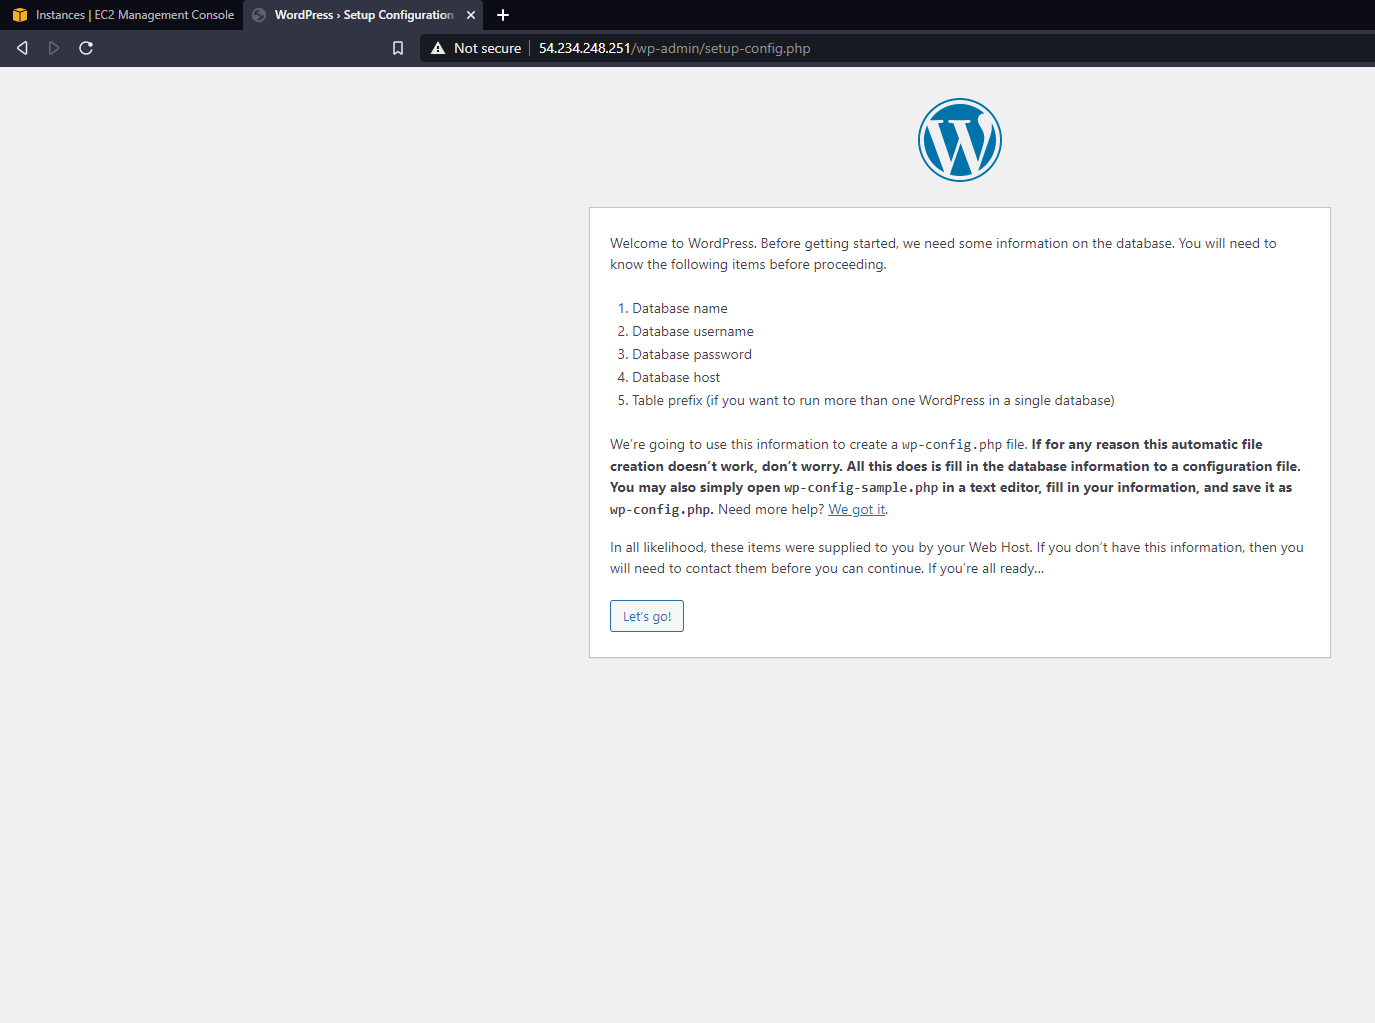 Instances | EC2 Management Console
WordPress › Setup Configuration
Not secure
54.234.248.251/wp-admin/setup-config.php
Welcome to WordPress. Before getting started, we need some information on the database. You will need to
know the following items before proceeding.
1. Database name
2. Database username
3. Database password
4. Database host
5. Table prefix (if you want to run more than one WordPress in a single database)
We’re going to use this information to create a wp-config.php file. If for any reason this automatic file
creation doesn’t work, don’t worry. All this does is fill in the database information to a configuration file.
You may also simply open wp-config-sample.php in a text editor, fill in your information, and save it as
wp-config.php. Need more help? We got it.
In all likelihood, these items were supplied to you by your Web Host. If you don’t have this information, then you
will need to contact them before you can continue. If you’re all ready…
Let’s go!